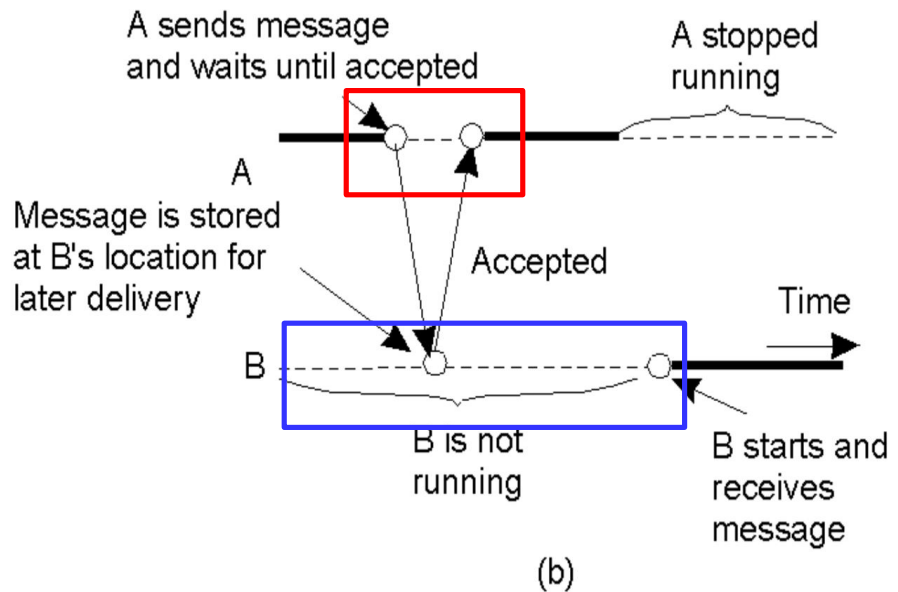 A sends message
and waits until accepted
A stopped
running
A
Message is stored
at B's location for
later delivery
Accepted
Time
B
B is not
running
B starts and
receives
message
(b)